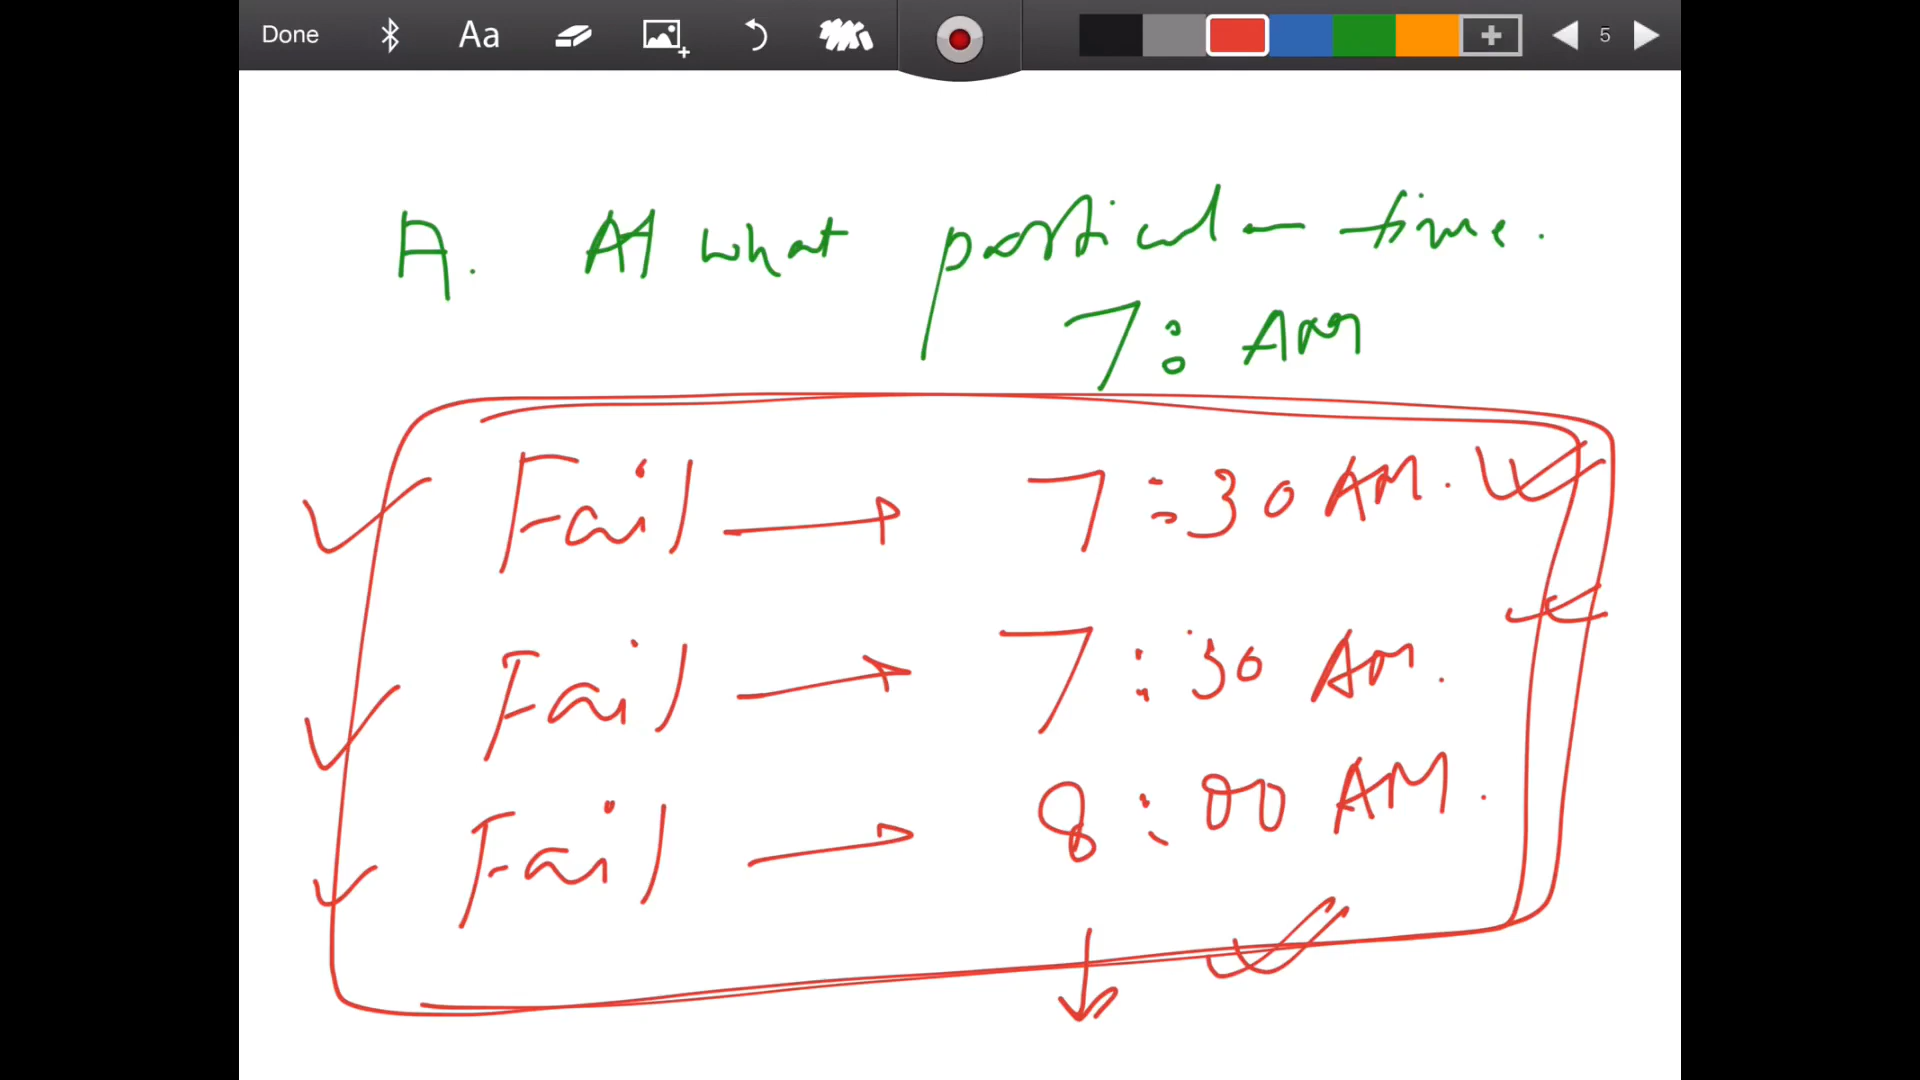 Done Aa 5
A. At what particular time.
7: AM
Fail → 7:30 AM.
Fail → 7:30 AM.
Fail → 8:00 AM.